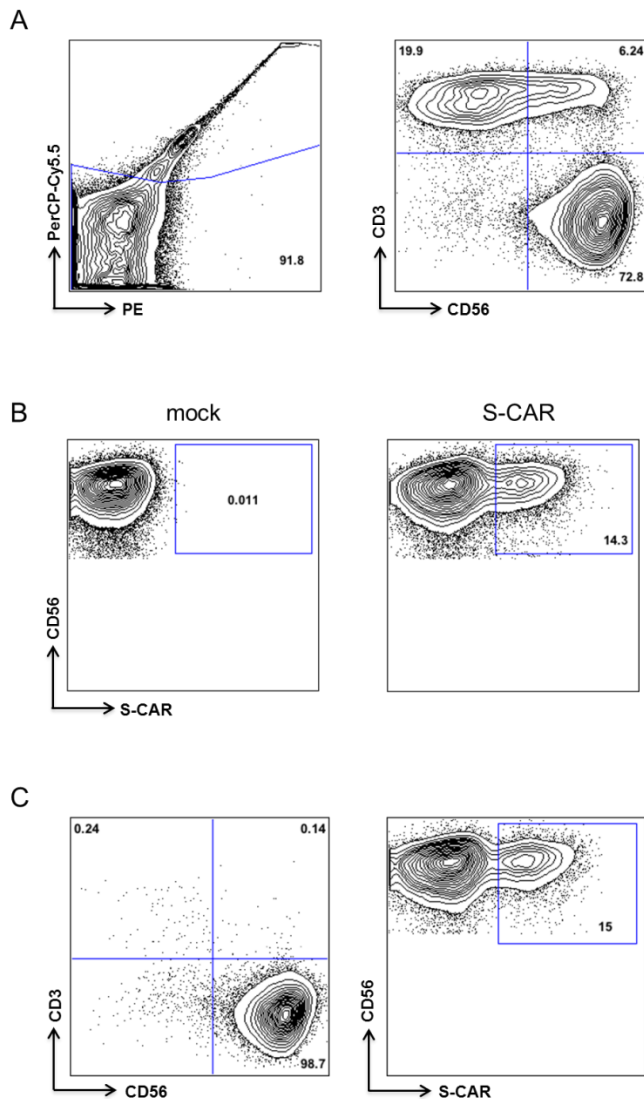 A
PerCP-Cy5.5
91.8
PE
19.9 6.24
CD3
72.8
CD56
B
mock S-CAR
0.011
14.3
CD56
S-CAR
C
0.24 0.14
CD3
98.7
CD56
15
CD56
S-CAR